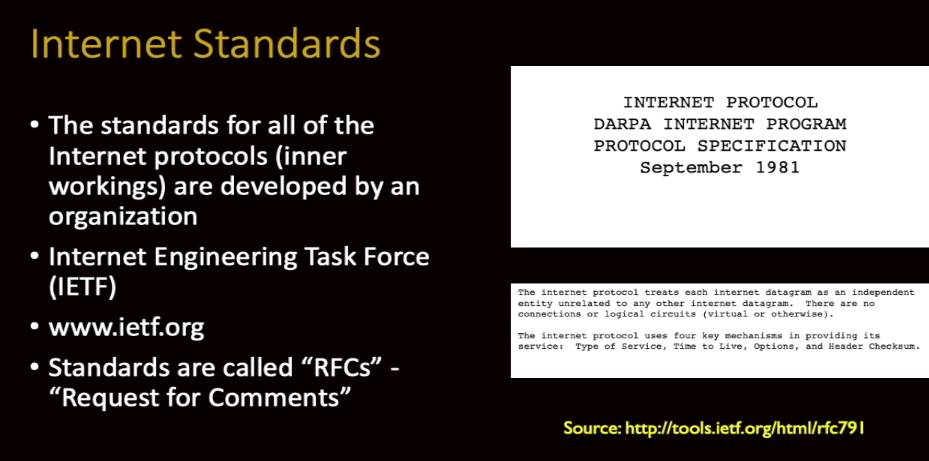 Internet Standards
• The standards for all of the
Internet protocols (inner
workings) are developed by an
organization
• Internet Engineering Task Force
(IETF)
• www.ietf.org
• Standards are called “RFCs” -
“Request for Comments”
INTERNET PROTOCOL
DARPA INTERNET PROGRAM
PROTOCOL SPECIFICATION
September 1981
The internet protocol treats each internet datagram as an independent
entity unrelated to any other internet datagram.  There are no
connections or logical circuits (virtual or otherwise).
The internet protocol uses four key mechanisms in providing its
service:  Type of Service, Time to Live, Options, and Header Checksum.
Source: http://tools.ietf.org/html/rfc791